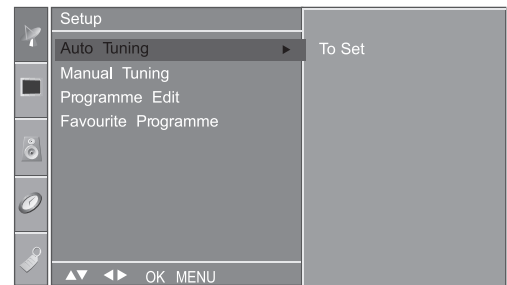 Setup
Auto Tuning ► To Set
Manual Tuning
Programme Edit
Favourite Programme
▲▼ ◄► OK MENU